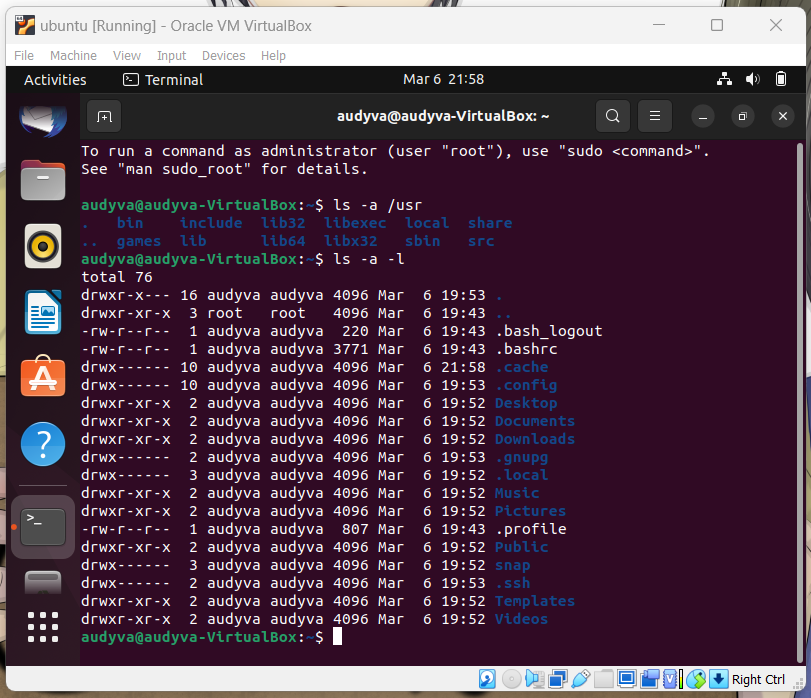 ubuntu [Running] - Oracle VM VirtualBox
File Machine View Input Devices Help
Activities Terminal Mar 6 21:58
audyva@audyva-VirtualBox: ~
To run a command as administrator (user "root"), use "sudo <command>".
See "man sudo_root" for details.
audyva@audyva-VirtualBox:~$ ls -a /usr
.   bin    include  lib32  libexec  local  share
..  games  lib      lib64  libx32   sbin   src
audyva@audyva-VirtualBox:~$ ls -a -l
total 76
drwxr-x--- 16 audyva audyva 4096 Mar  6 19:53 .
drwxr-xr-x  3 root   root   4096 Mar  6 19:43 ..
-rw-r--r--  1 audyva audyva  220 Mar  6 19:43 .bash_logout
-rw-r--r--  1 audyva audyva 3771 Mar  6 19:43 .bashrc
drwx------ 10 audyva audyva 4096 Mar  6 21:58 .cache
drwx------ 10 audyva audyva 4096 Mar  6 19:53 .config
drwxr-xr-x  2 audyva audyva 4096 Mar  6 19:52 Desktop
drwxr-xr-x  2 audyva audyva 4096 Mar  6 19:52 Documents
drwxr-xr-x  2 audyva audyva 4096 Mar  6 19:52 Downloads
drwx------  2 audyva audyva 4096 Mar  6 19:53 .gnupg
drwx------  3 audyva audyva 4096 Mar  6 19:52 .local
drwxr-xr-x  2 audyva audyva 4096 Mar  6 19:52 Music
drwxr-xr-x  2 audyva audyva 4096 Mar  6 19:52 Pictures
-rw-r--r--  1 audyva audyva  807 Mar  6 19:43 .profile
drwxr-xr-x  2 audyva audyva 4096 Mar  6 19:52 Public
drwx------  3 audyva audyva 4096 Mar  6 19:52 snap
drwx------  2 audyva audyva 4096 Mar  6 19:53 .ssh
drwxr-xr-x  2 audyva audyva 4096 Mar  6 19:52 Templates
drwxr-xr-x  2 audyva audyva 4096 Mar  6 19:52 Videos
audyva@audyva-VirtualBox:~$
Right Ctrl